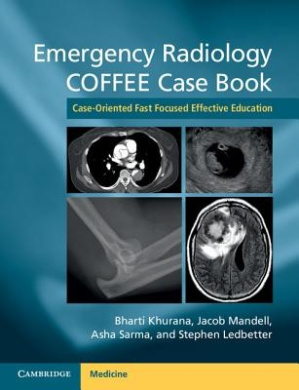 Emergency Radiology
COFFEE Case Book
Case-Oriented Fast Focused Effective Education
Bharti Khurana, Jacob Mandell,
Asha Sarma, and Stephen Ledbetter
CAMBRIDGE Medicine